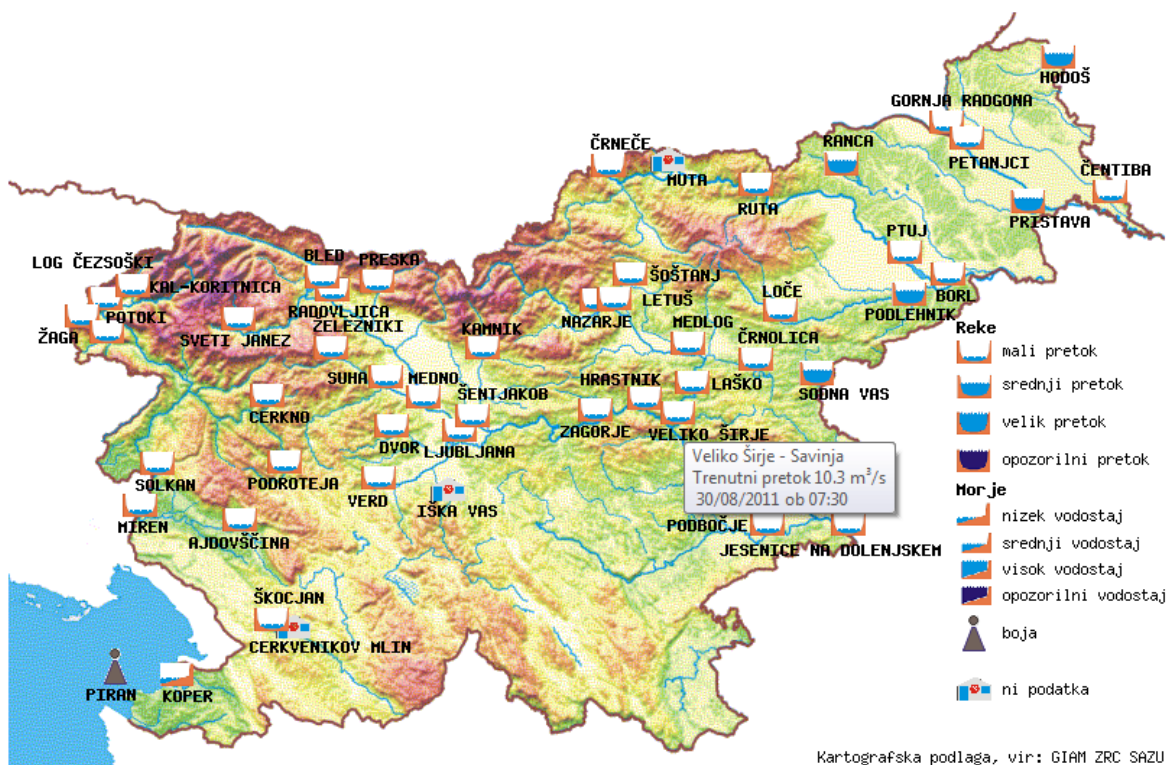 HODOŠ
GORNJA RADGONA
RANCA
ČRNEČE
PETANJCI
MUTA
ČENTIBA
RUTA
PRISTAVA
PTUJ
BLED
PRESKA
LOG ČEZSOŠKI
ŠOŠTANJ
KAL-KORITNICA
LETUŠ
LOČE
BORL
RADOVLJICA
POTOKI
NAZARJE
MEDLOG
PODLEHNIK
ŽELEZNIKI
KAMNIK
ČRNOLICA
ŽAGA
SVETI JANEZ
SUHA
MEDNO
HRASTNIK
LAŠKO
SODNA VAS
ŠENTJAKOB
CERKNO
ZAGORJE
VELIKO ŠIRJE
DVOR
LJUBLJANA
Veliko Širje - Savinja
Trenutni pretok 10.3 m³/s
30/08/2011 ob 07:30
SOLKAN
PODROTEJA
VERD
IŠKA VAS
MIREN
AJDOVŠČINA
PODBOČJE
JESENICE NA DOLENJSKEM
ŠKOCJAN
CERKVENIKOV MLIN
PIRAN
KOPER
Reke
mali pretok
srednji pretok
velik pretok
opozorilni pretok
Morje
nizek vodostaj
srednji vodostaj
visok vodostaj
opozorilni vodostaj
boja
ni podatka
Kartografska podlaga, vir: GIAM ZRC SAZU